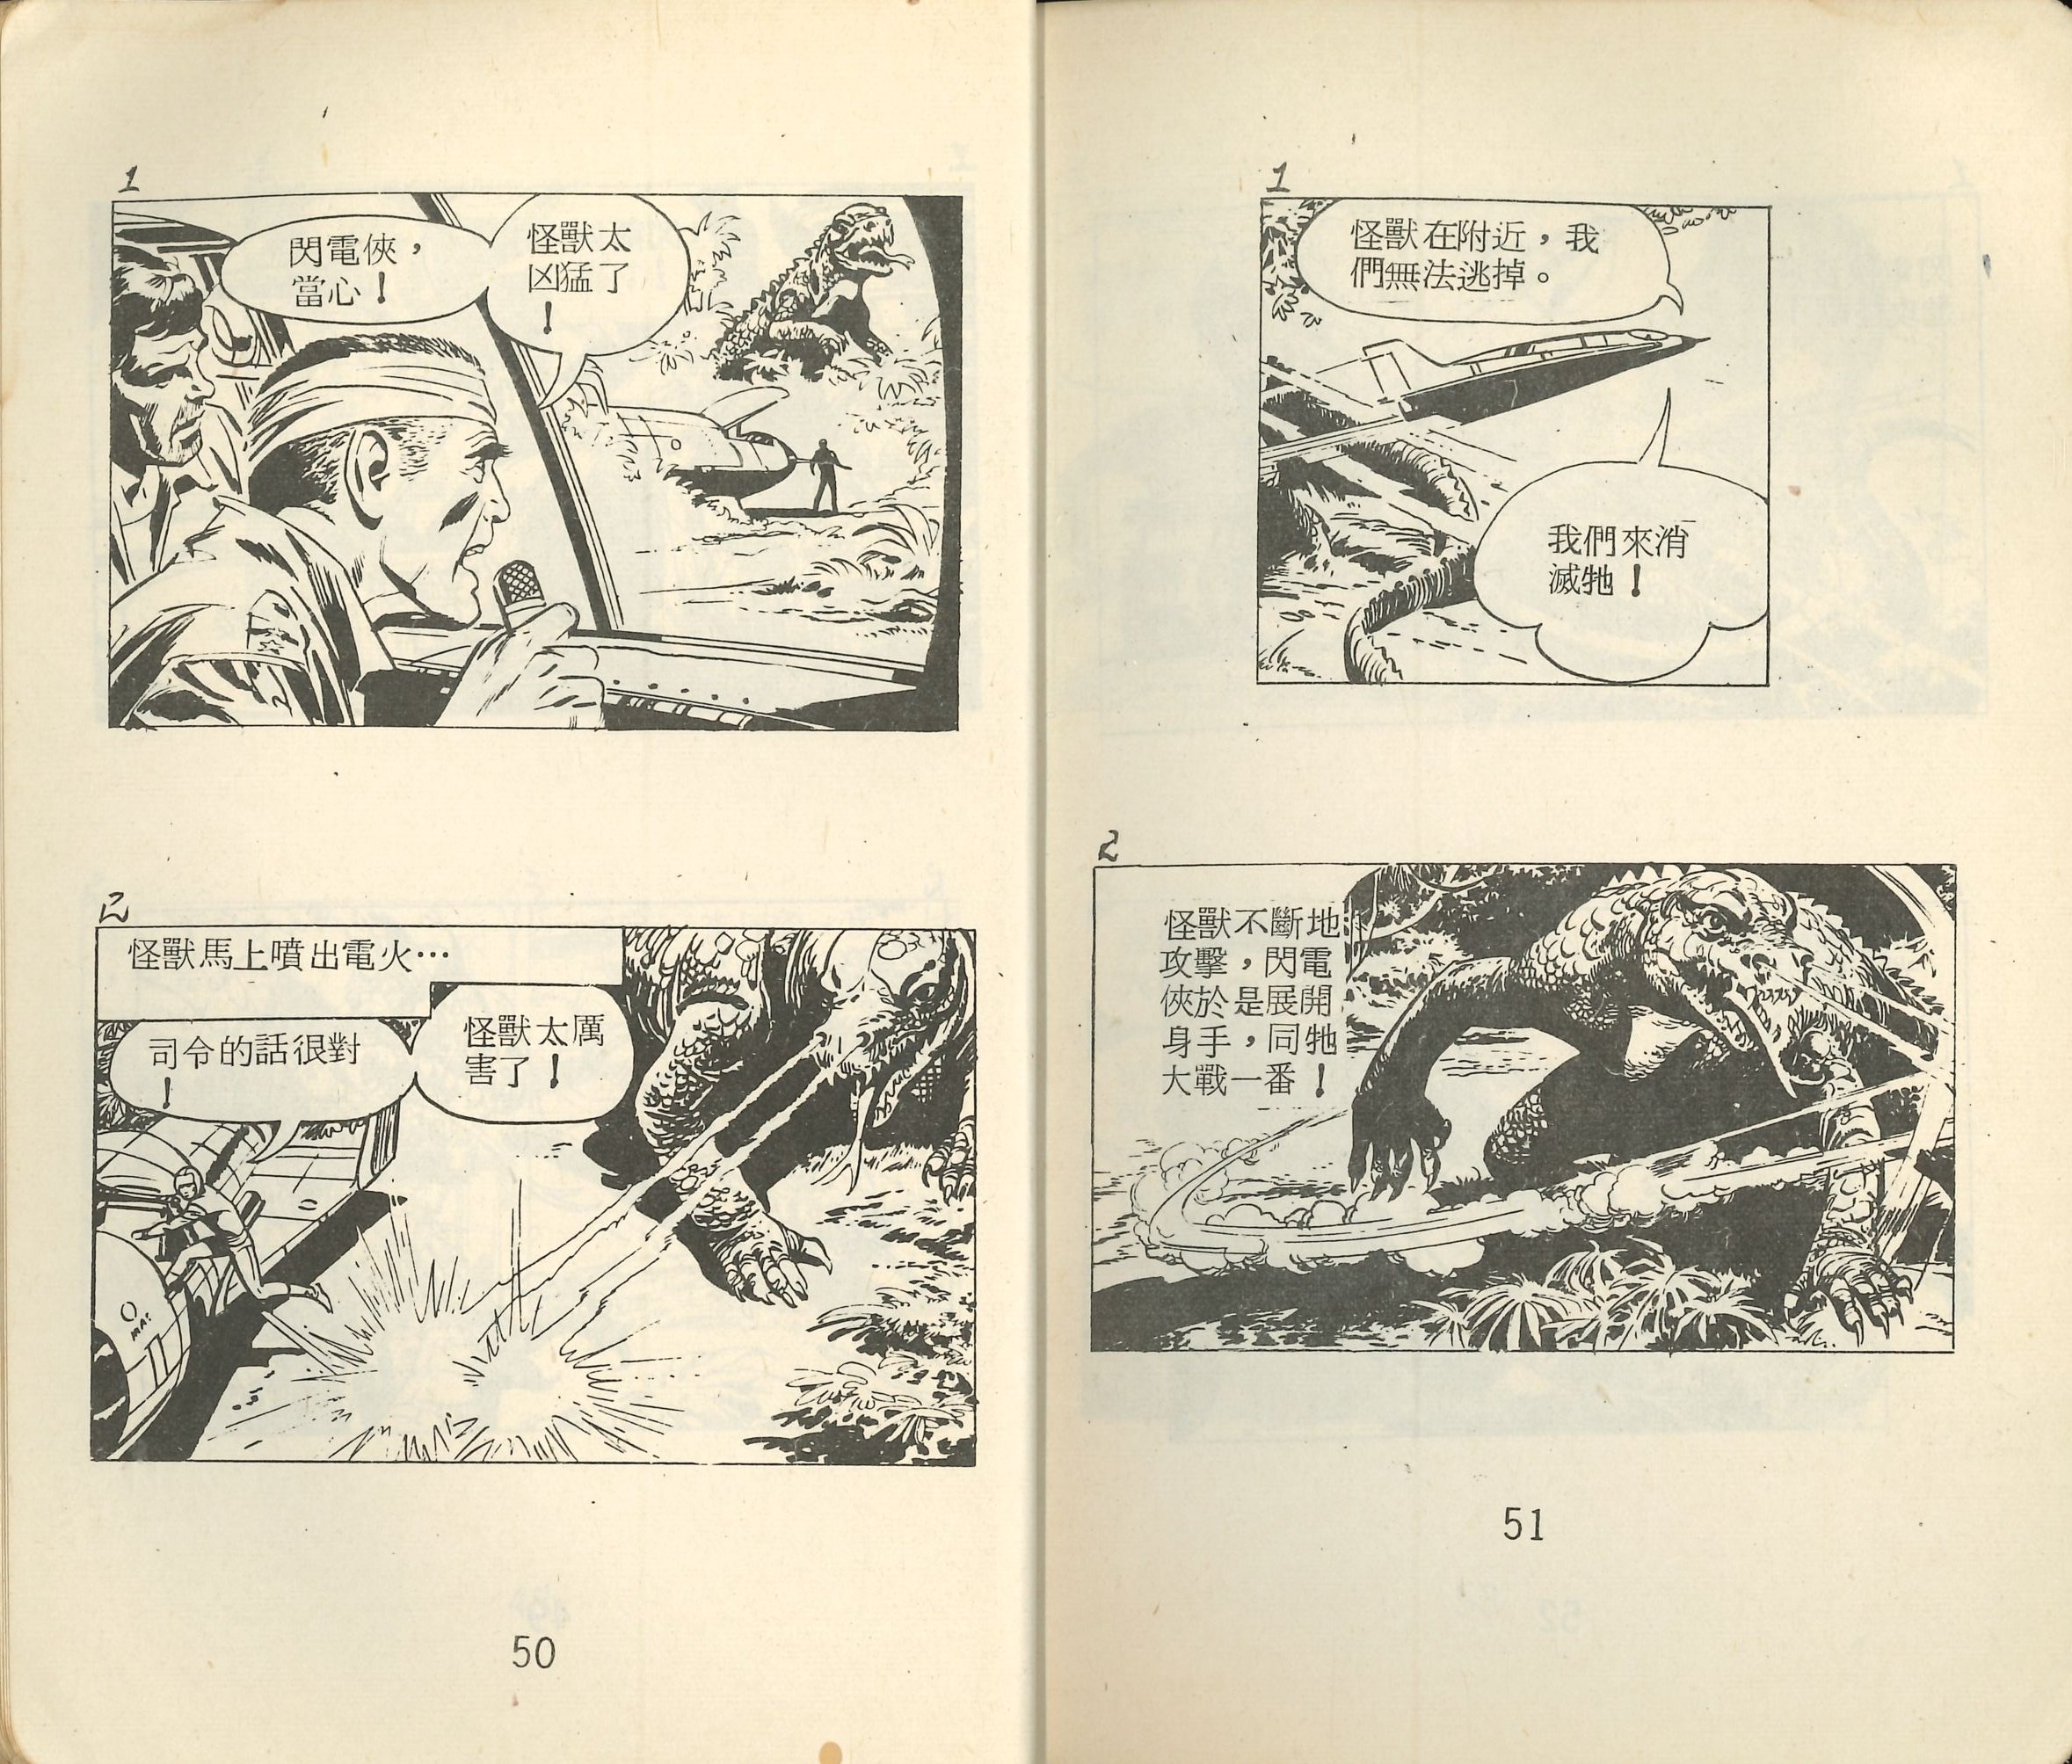 1
閃電俠，
當心！
怪獸太
凶猛了
！
2
怪獸馬上噴出電火…
司令的話很對
！
怪獸太厲
害了！
50
1
怪獸在附近，我
們無法逃掉。
我們來消
滅牠！
2
怪獸不斷地
攻擊，閃電
俠於是展開
身手，同牠
大戰一番！
51